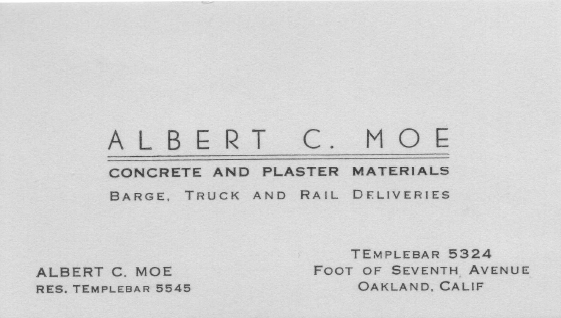 ALBERT C. MOE
CONCRETE AND PLASTER MATERIALS
BARGE, TRUCK AND RAIL DELIVERIES
ALBERT C. MOE
RES. TEMPLEBAR 5545
TEMPLEBAR 5324
FOOT OF SEVENTH AVENUE
OAKLAND, CALIF